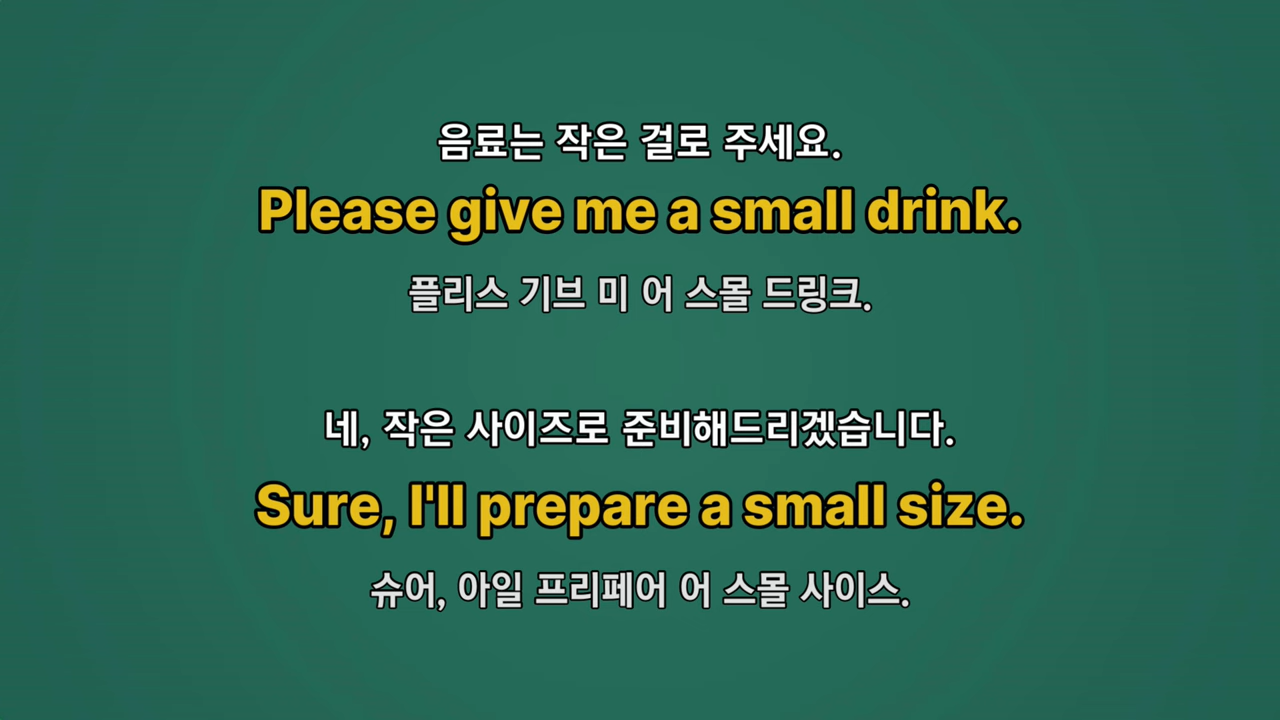 음료는 작은 걸로 주세요.
Please give me a small drink.
플리스 기브 미 어 스몰 드링크.
네, 작은 사이즈로 준비해드리겠습니다.
Sure, I'll prepare a small size.
슈어, 아일 프리페어 어 스몰 사이스.